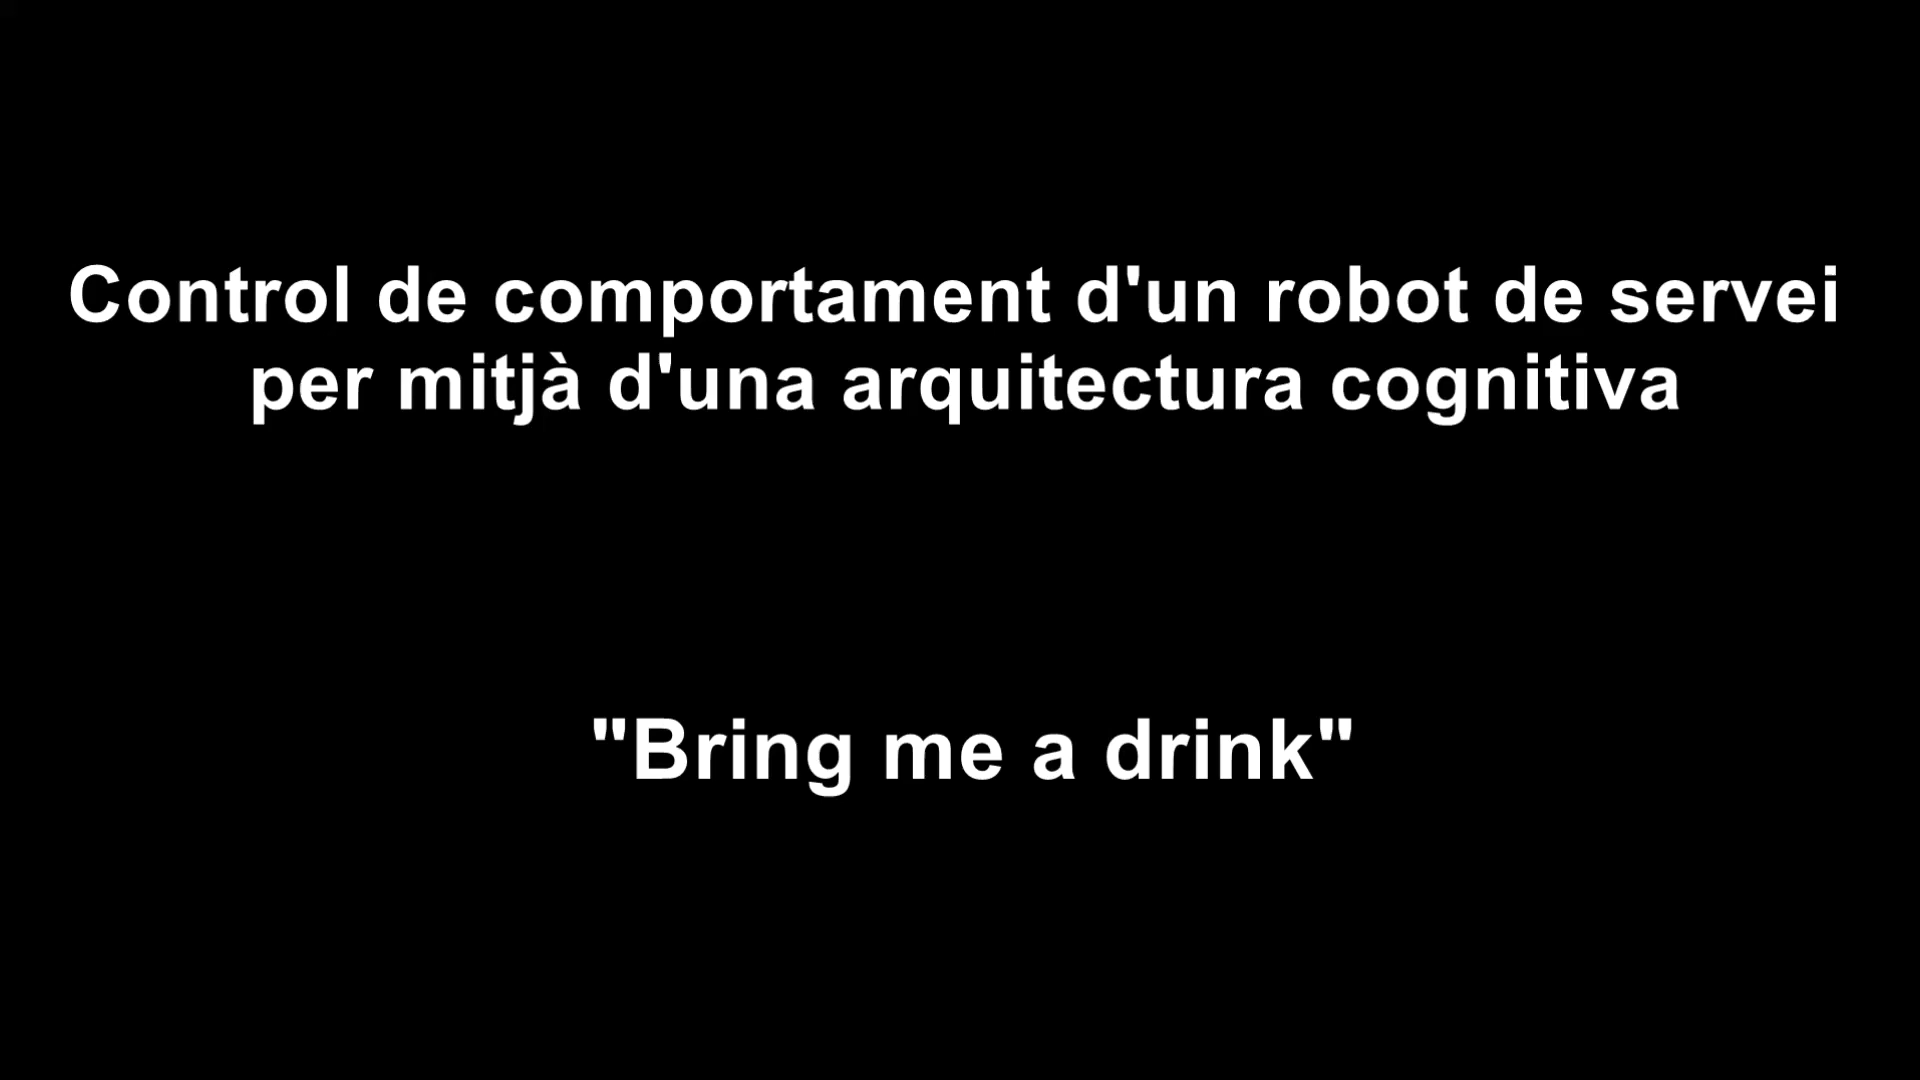 Control de comportament d'un robot de servei
per mitjà d'una arquitectura cognitiva
"Bring me a drink"